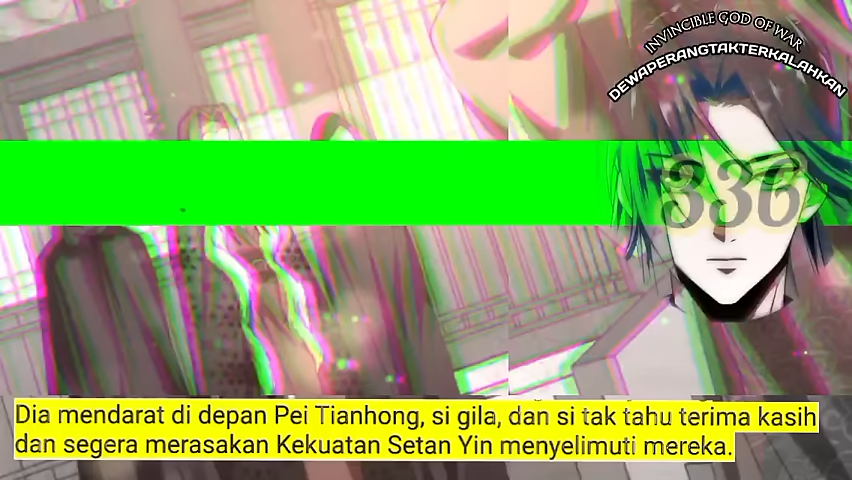 INVINCIBLE GOD OF WAR
DEWAPERANGTAKTERKALAHKAN
336
Dia mendarat di depan Pei Tianhong, si gila, dan si tak tahu terima kasih
dan segera merasakan Kekuatan Setan Yin menyelimuti mereka.